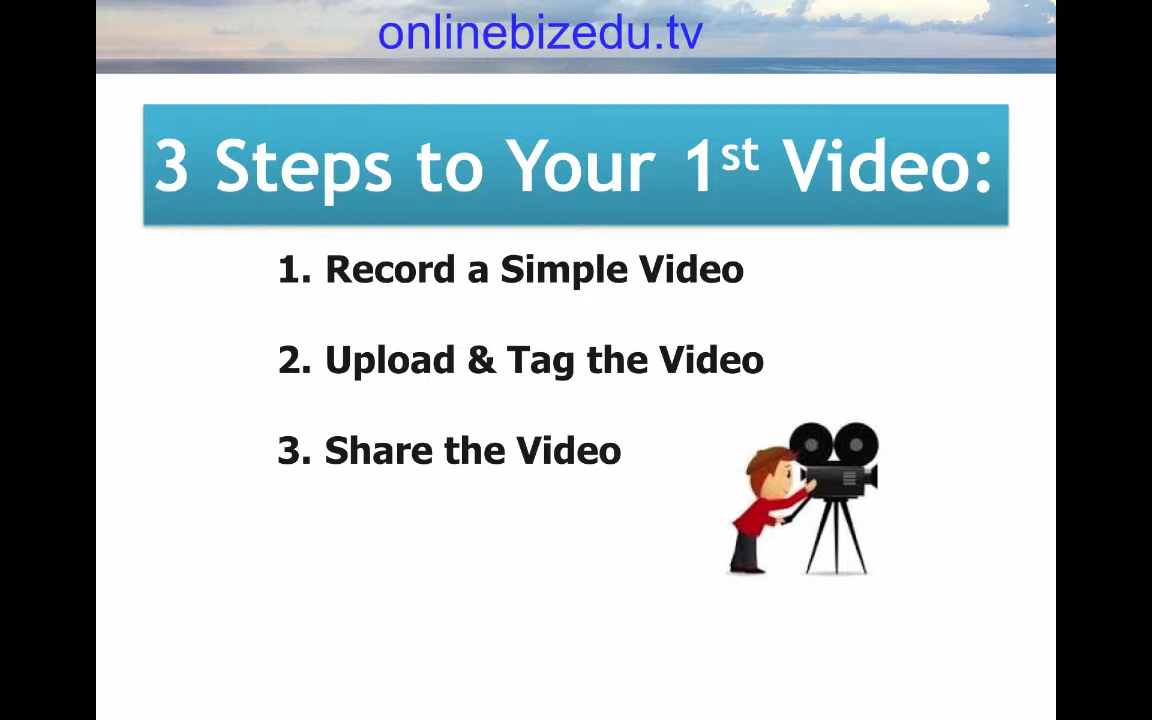 onlinebizedu.tv
3 Steps to Your 1st Video:
1. Record a Simple Video
2. Upload & Tag the Video
3. Share the Video